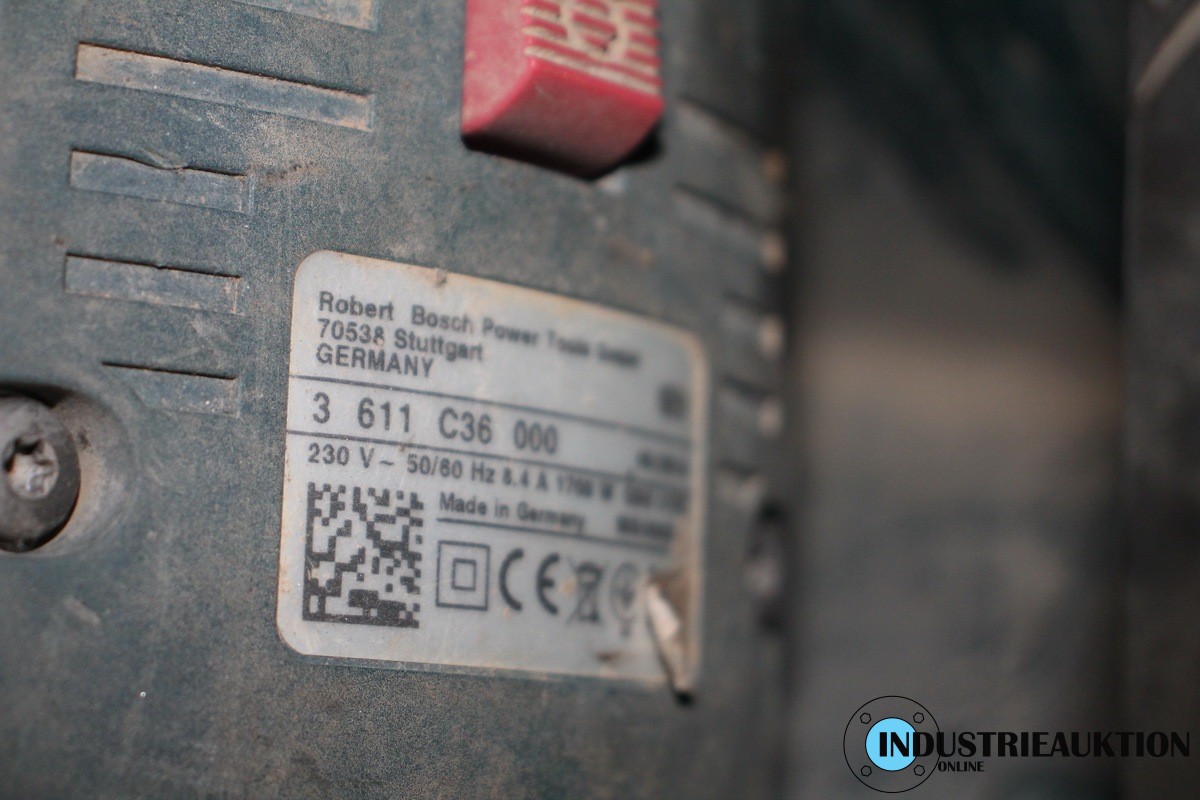 Robert Bosch Power Tools GmbH
70538 Stuttgart
GERMANY
3 611 C36 000
230 V~ 50/60 Hz 8.4 A 1700 W
Made in Germany
CE
INDUSTRIEAUKTION
ONLINE